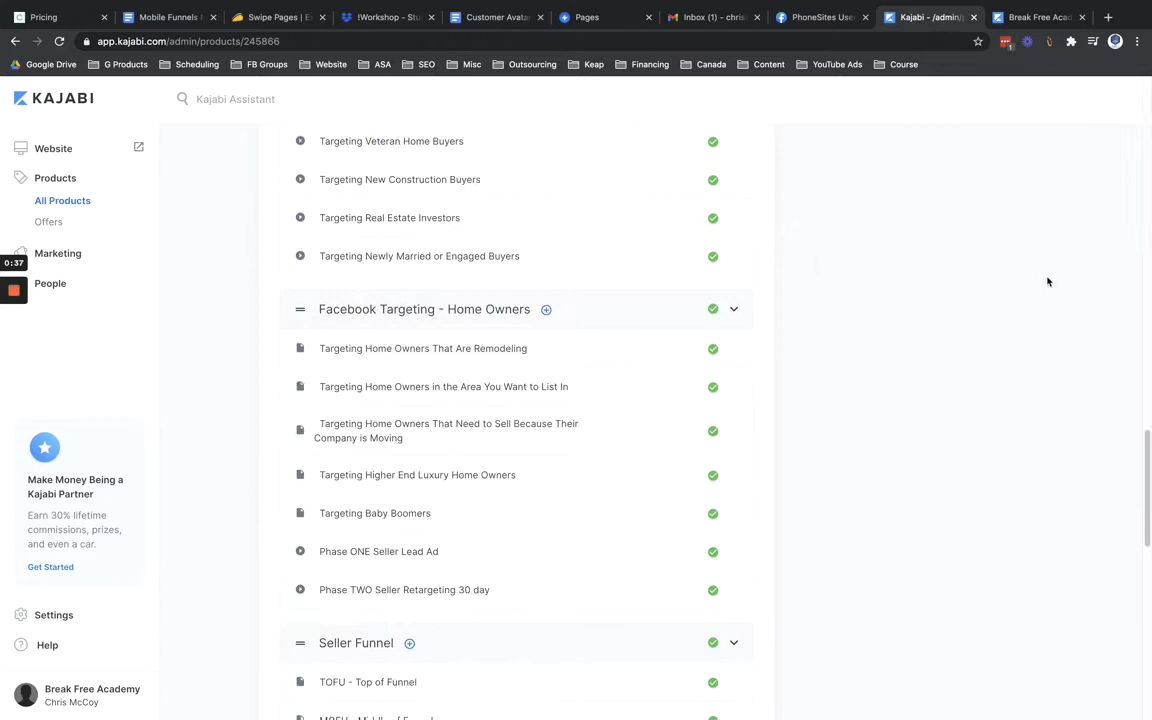 Pricing
Mobile Funnels
Swipe Pages | E
!Workshop - Stu
Customer Avata
Pages
Inbox (1) - chris
PhoneSites Use
Kajabi - /admin/
Break Free Acad
app.kajabi.com/admin/products/245866
1
Google Drive
G Products
Scheduling
FB Groups
Website
ASA
SEO
Misc
Outsourcing
Keap
Financing
Canada
Content
YouTube Ads
Course
KAJABI
Kajabi Assistant
Website
Products
All Products
Offers
Marketing
0:37
People
Make Money Being a
Kajabi Partner
Earn 30% lifetime
commissions, prizes,
and even a car.
Get Started
Settings
Help
Break Free Academy
Chris McCoy
Targeting Veteran Home Buyers
Targeting New Construction Buyers
Targeting Real Estate Investors
Targeting Newly Married or Engaged Buyers
Facebook Targeting - Home Owners
Targeting Home Owners That Are Remodeling
Targeting Home Owners in the Area You Want to List In
Targeting Home Owners That Need to Sell Because Their
Company is Moving
Targeting Higher End Luxury Home Owners
Targeting Baby Boomers
Phase ONE Seller Lead Ad
Phase TWO Seller Retargeting 30 day
Seller Funnel
TOFU - Top of Funnel